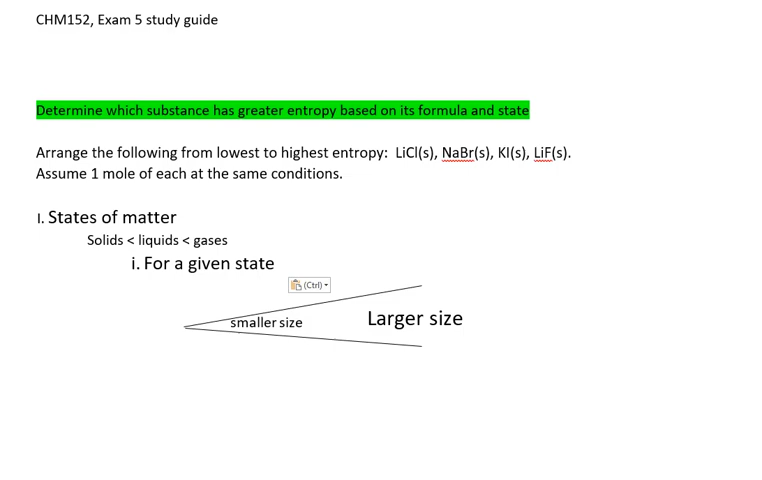 CHM152, Exam 5 study guide
Determine which substance has greater entropy based on its formula and state
Arrange the following from lowest to highest entropy:  LiCl(s), NaBr(s), KI(s), LiF(s).
Assume 1 mole of each at the same conditions.
I. States of matter
Solids < liquids < gases
i. For a given state
(Ctrl)
smaller size
Larger size